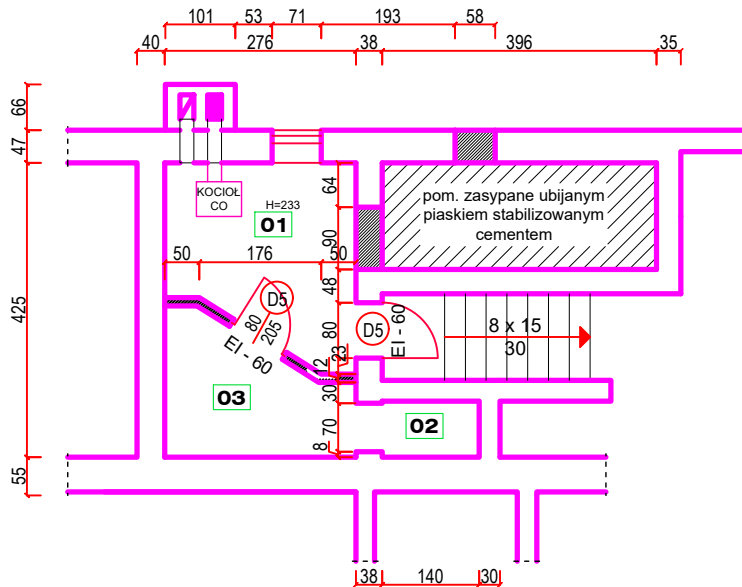 101 53 71 193 58
40 276 38 396 35
66
47
425
55
KOCIOŁ
CO
H=233
01
64
90
48
80
23
12
30
70
8
pom. zasypane ubijanym
piaskiem stabilizowanym
cementem
50 176 50
D5
80
205
EI - 60
D5
EI - 60
8 x 15
30
03
02
38 140 30